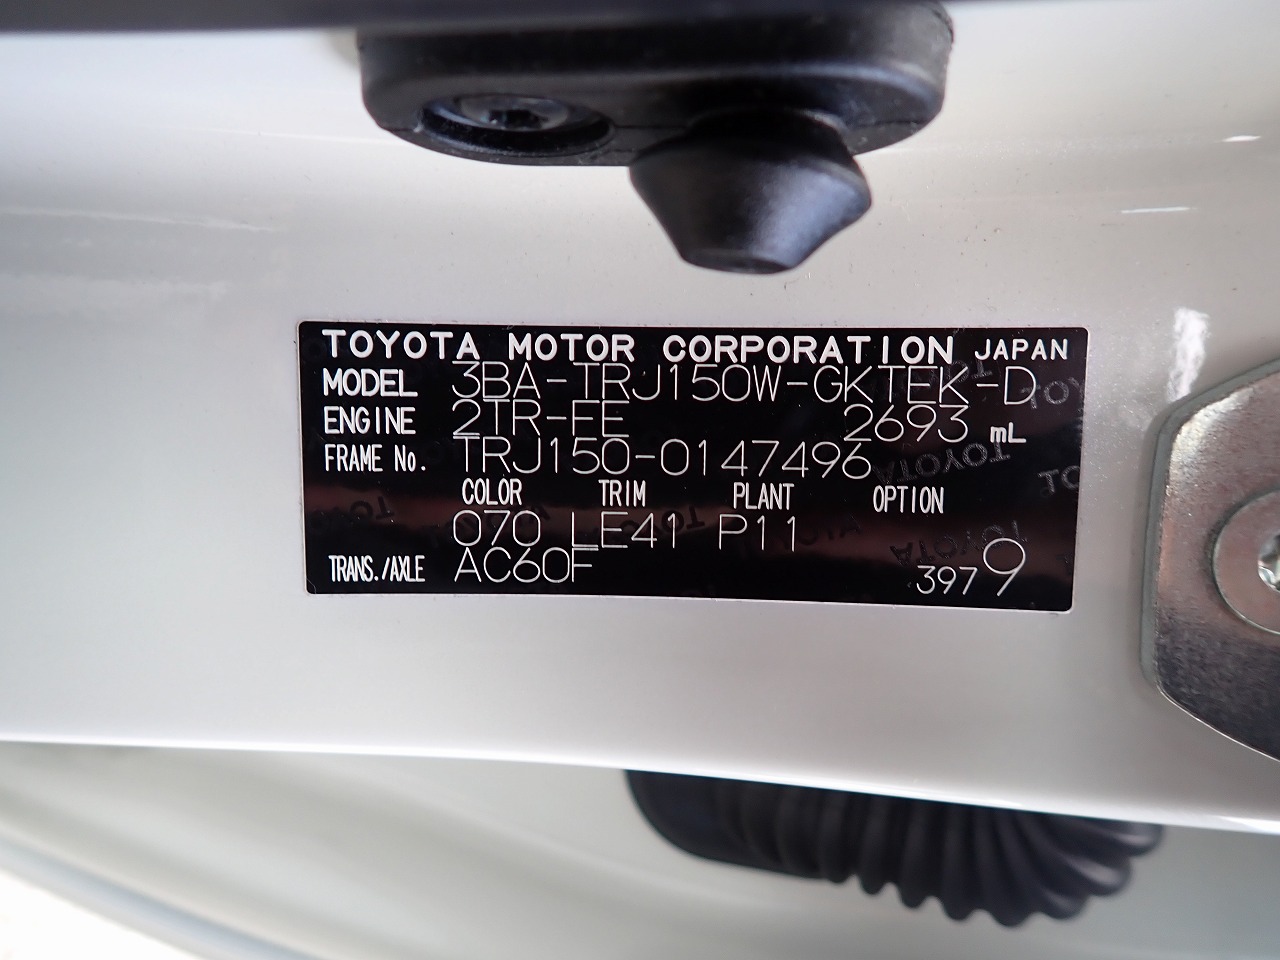 TOYOTA MOTOR CORPORATION JAPAN
MODEL 3BA-TRJ150W-GKTEK-D
ENGINE 2TR-FE 2693 mL
FRAME No. TRJ150-0147496
COLOR TRIM PLANT OPTION
070 LE41 P11
TRANS./AXLE AC60F 3979